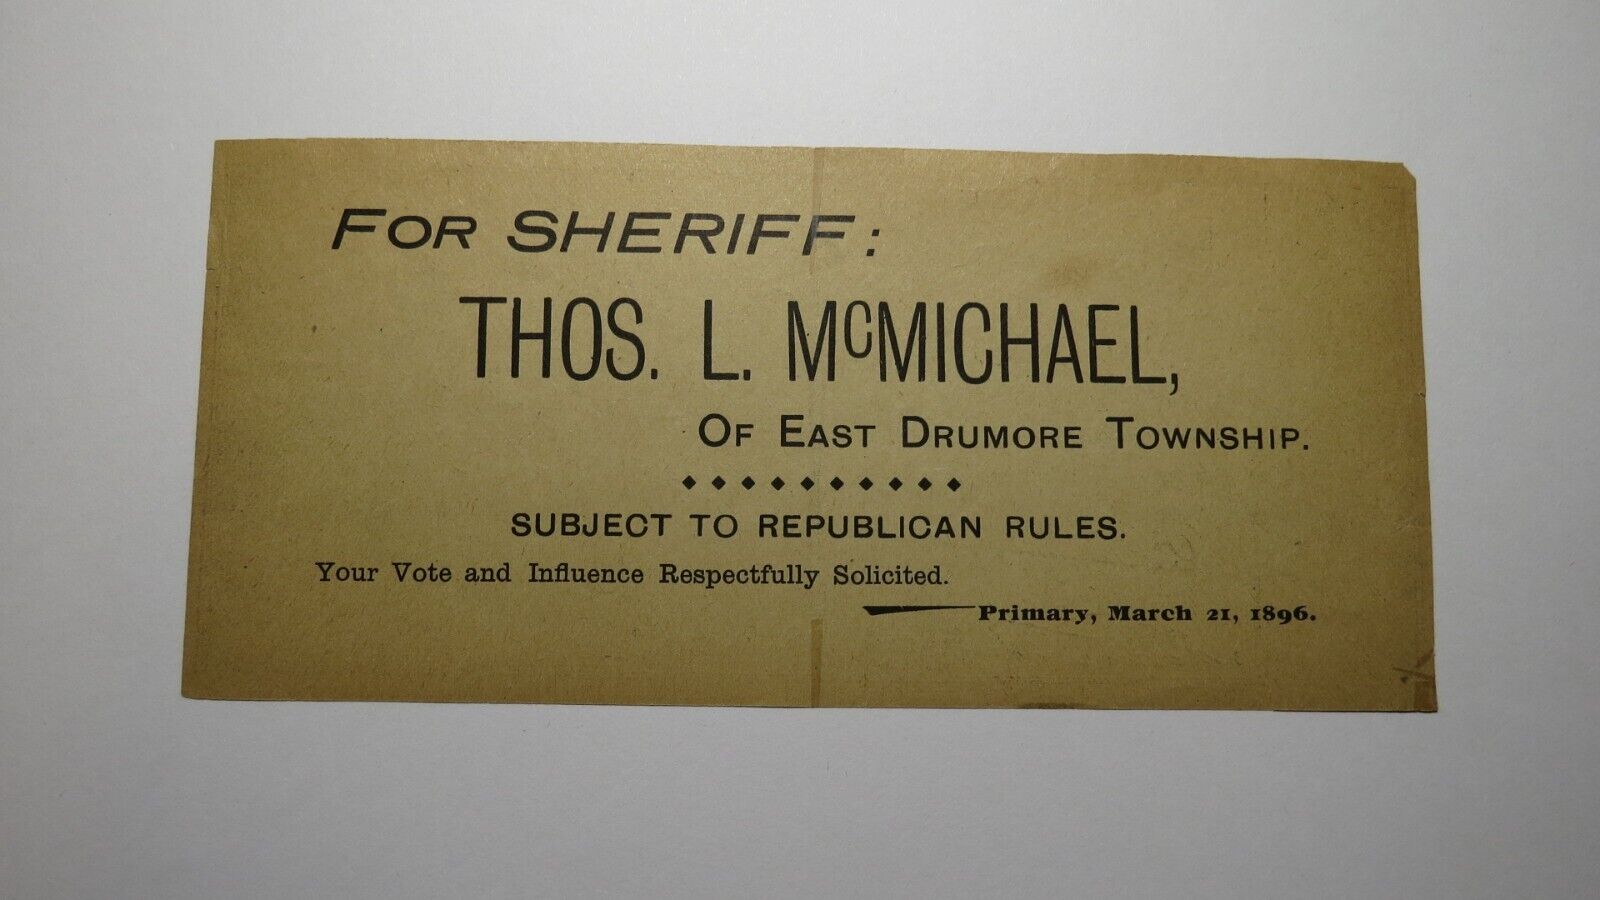 FOR SHERIFF:
THOS. L. McMICHAEL,
OF EAST DRUMORE TOWNSHIP.
SUBJECT TO REPUBLICAN RULES.
Your Vote and Influence Respectfully Solicited.
Primary, March 21, 1896.